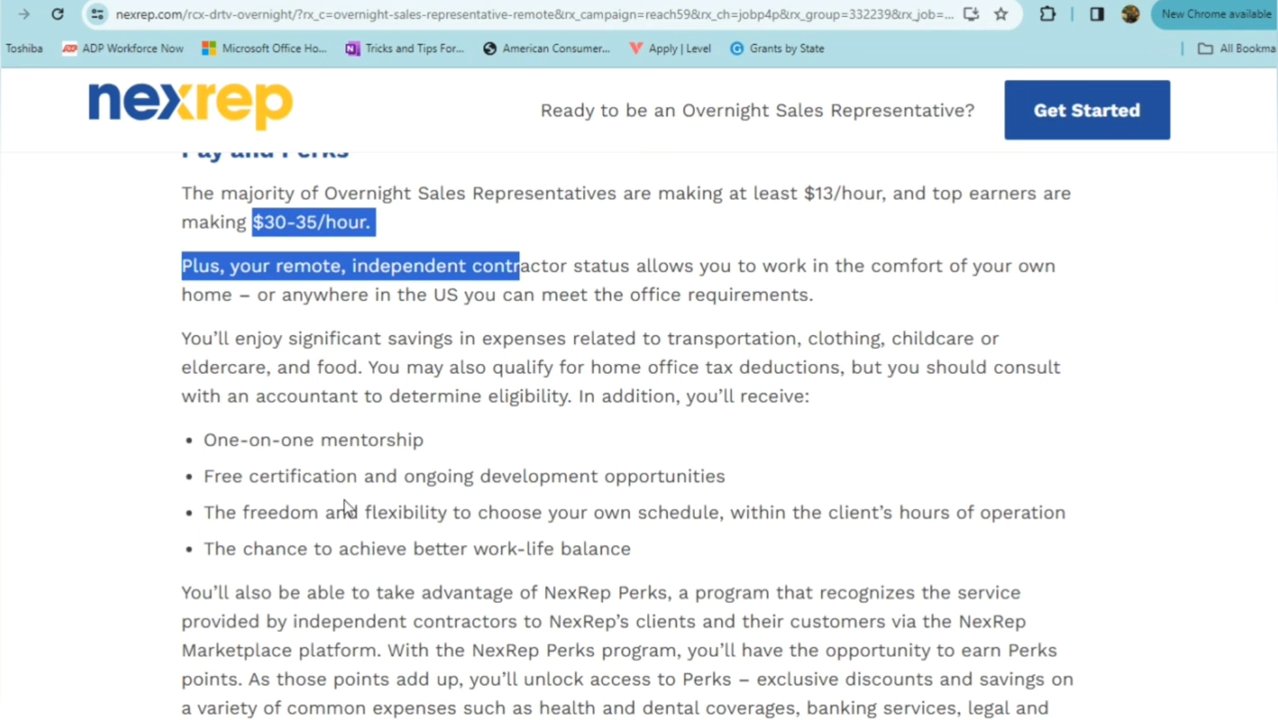 nexrep.com/rcx-drtv-overnight/?rx_c=overnight-sales-representative-remote&rx_campaign=reach59&rx_ch=jobp4p&rx_group=332239&rx_job=...
New Chrome available
Toshiba
ADP Workforce Now
Microsoft Office Ho...
Tricks and Tips For...
American Consumer...
Apply | Level
Grants by State
All Bookma
nexrep
Ready to be an Overnight Sales Representative?
Get Started
Pay and Perks
The majority of Overnight Sales Representatives are making at least $13/hour, and top earners are
making $30-35/hour.
Plus, your remote, independent contractor status allows you to work in the comfort of your own
home – or anywhere in the US you can meet the office requirements.
You’ll enjoy significant savings in expenses related to transportation, clothing, childcare or
eldercare, and food. You may also qualify for home office tax deductions, but you should consult
with an accountant to determine eligibility. In addition, you’ll receive:
• One-on-one mentorship
• Free certification and ongoing development opportunities
• The freedom and flexibility to choose your own schedule, within the client’s hours of operation
• The chance to achieve better work-life balance
You’ll also be able to take advantage of NexRep Perks, a program that recognizes the service
provided by independent contractors to NexRep’s clients and their customers via the NexRep
Marketplace platform. With the NexRep Perks program, you’ll have the opportunity to earn Perks
points. As those points add up, you’ll unlock access to Perks – exclusive discounts and savings on
a variety of common expenses such as health and dental coverages, banking services, legal and